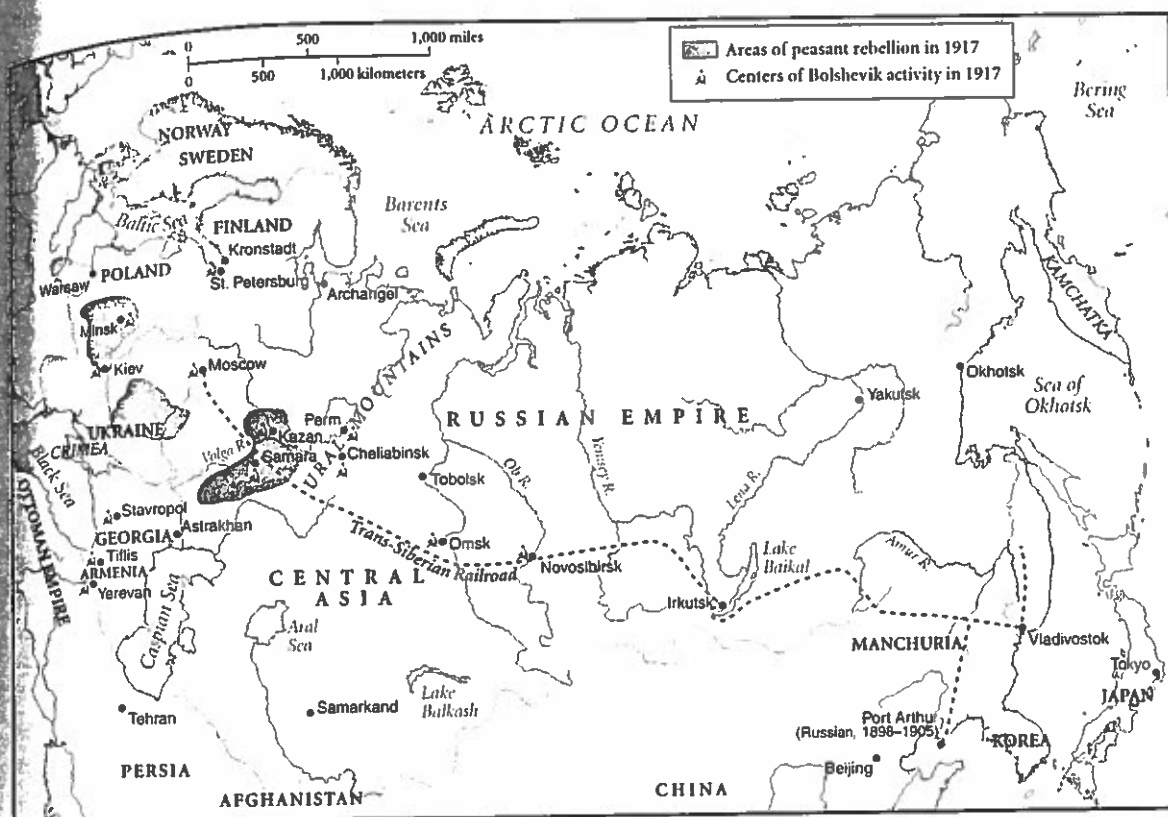 0 500 1,000 miles
0 500 1,000 kilometers
Areas of peasant rebellion in 1917
Centers of Bolshevik activity in 1917
Bering
Sea
ARCTIC OCEAN
NORWAY
SWEDEN
Baltic Sea
FINLAND
Barents
Sea
Kronstadt
St. Petersburg
POLAND
Warsaw
Archangel
Minsk
Kiev
Moscow
URAL MOUNTAINS
RUSSIAN EMPIRE
KAMCHATKA
Okhotsk
Sea of
Okhotsk
Yakutsk
UKRAINE
CRIMEA
Black Sea
Volga R.
Perm
Kazan
Samara
Cheliabinsk
Tobolsk
Ob R.
Yenisey R.
Lena R.
OTTOMAN EMPIRE
Stavropol
GEORGIA
Astrakhan
Tiflis
ARMENIA
Yerevan
Caspian Sea
Trans-Siberian Railroad
Omsk
Novosibirsk
CENTRAL
ASIA
Aral
Sea
Irkutsk
Lake
Baikal
Amur R.
MANCHURIA
Vladivostok
Tokyo
JAPAN
Tehran
Samarkand
Lake
Balkash
Port Arthur
(Russian, 1898–1905)
KOREA
Beijing
PERSIA
AFGHANISTAN
CHINA